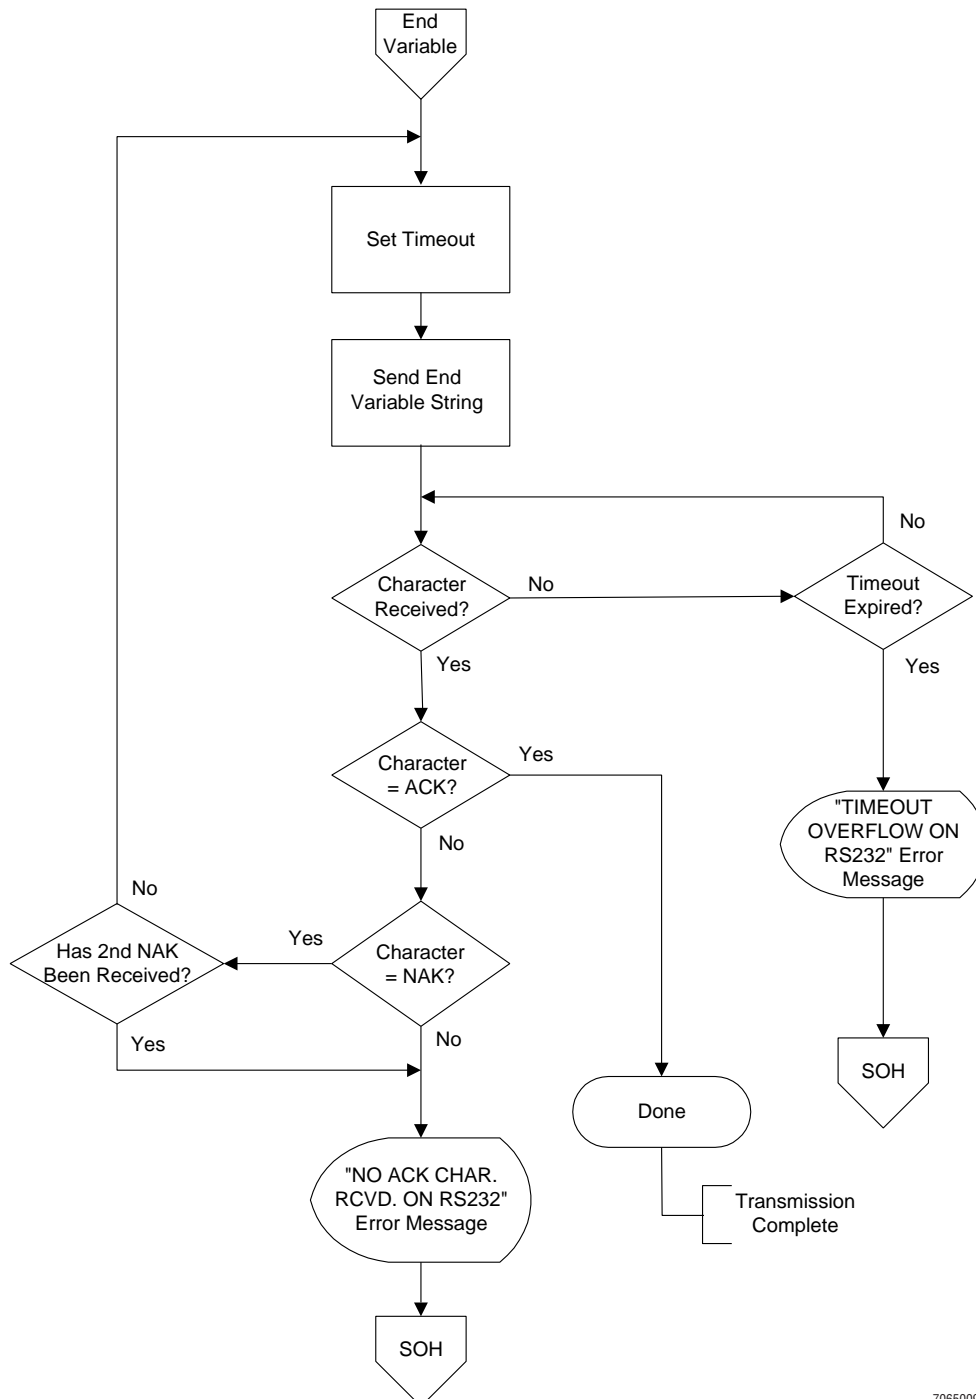 End
Variable
Set Timeout
Send End
Variable String
No
Character
Received?
No
Timeout
Expired?
Yes
Yes
Character
= ACK?
Yes
"TIMEOUT
OVERFLOW ON
RS232" Error
Message
No
No
Has 2nd NAK
Been Received?
Yes
Character
= NAK?
Yes
No
SOH
Done
"NO ACK CHAR.
RCVD. ON RS232"
Error Message
Transmission
Complete
SOH